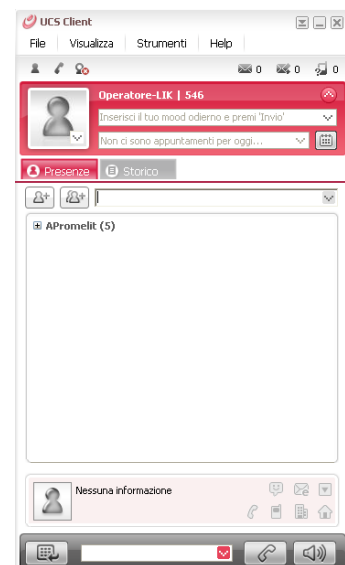 UCS Client
File Visualizza Strumenti Help
0 0 0
Operatore-LIK | 546
Inserisci il tuo mood odierno e premi 'Invio'
Non ci sono appuntamenti per oggi...
Presenze Storico
APromelit (5)
Nessuna informazione